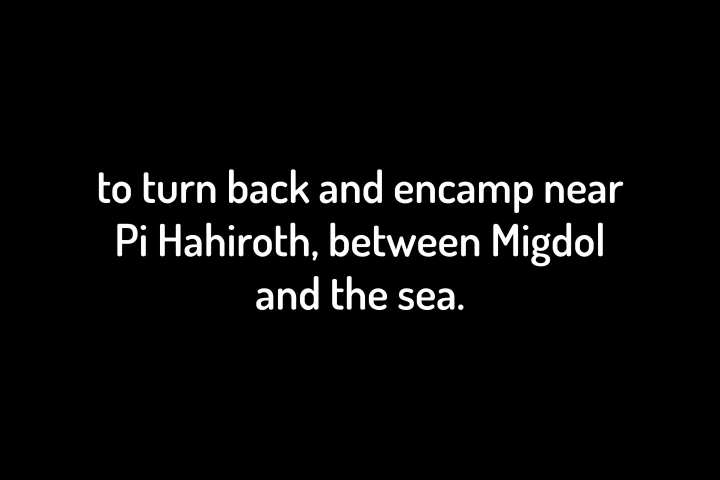 to turn back and encamp near
Pi Hahiroth, between Migdol
and the sea.